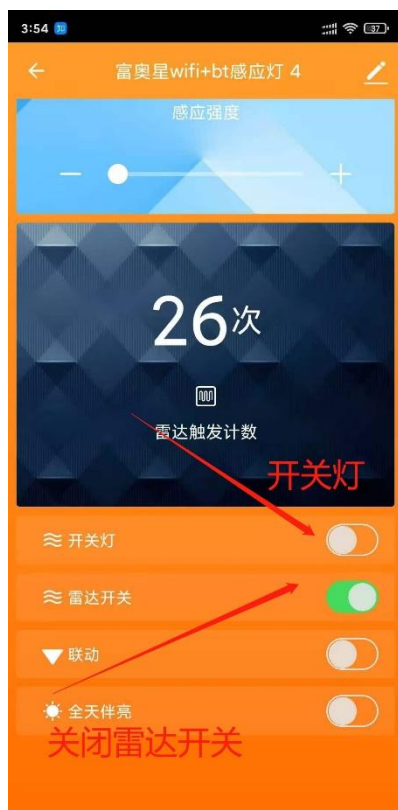 3:54 30 37
富奥星wifi+bt感应灯 4
感应强度
26次
雷达触发计数
开关灯
开关灯
雷达开关
联动
全天伴亮
关闭雷达开关